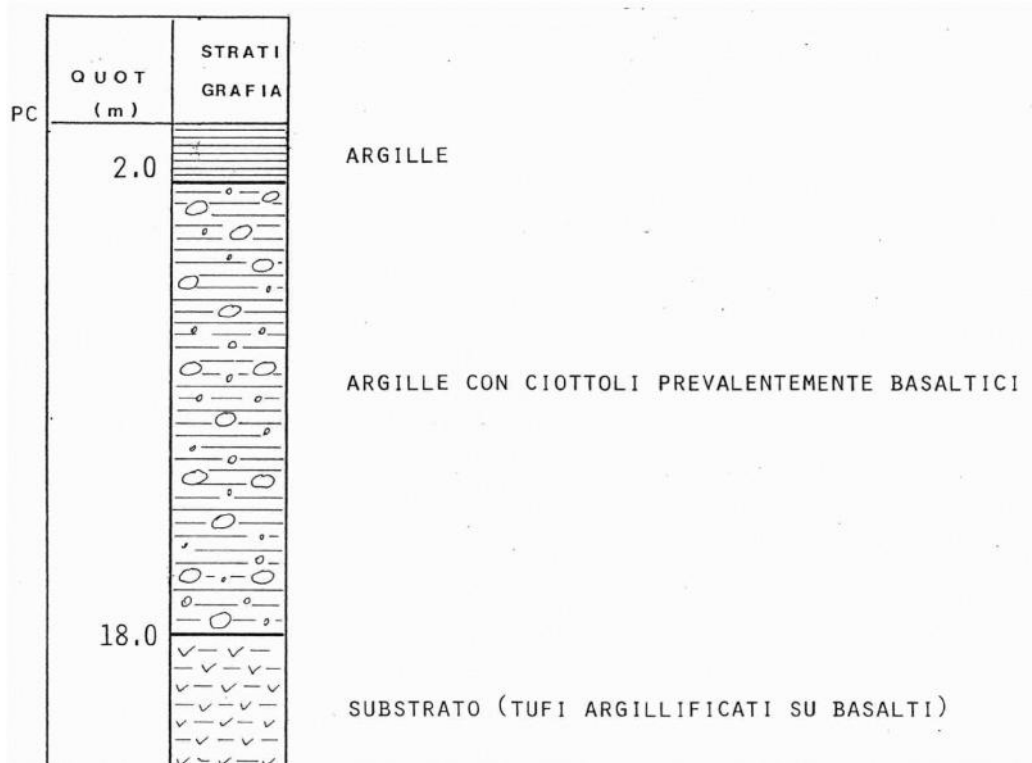 QUOT
(m)
STRATI
GRAFIA
PC
2.0
ARGILLE
ARGILLE CON CIOTTOLI PREVALENTEMENTE BASALTICI
18.0
SUBSTRATO (TUFI ARGILLIFICATI SU BASALTI)